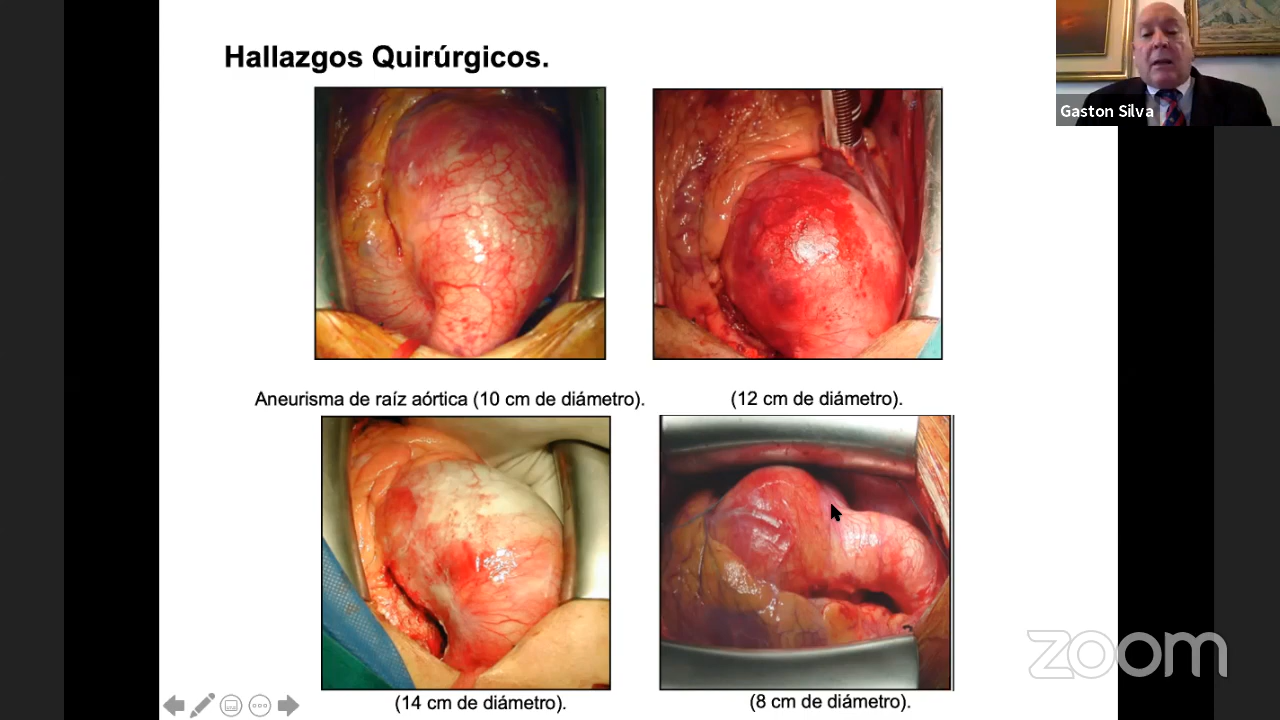 Hallazgos Quirúrgicos.
Gaston Silva
Aneurisma de raíz aórtica (10 cm de diámetro).
(12 cm de diámetro).
(14 cm de diámetro).
(8 cm de diámetro).
zoom